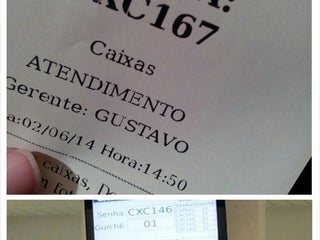 CXC167
Caixas
ATENDIMENTO
Gerente: GUSTAVO
a:02/06/14 Hora:14:50
caixas,
Senha CXC146
Guichê 01